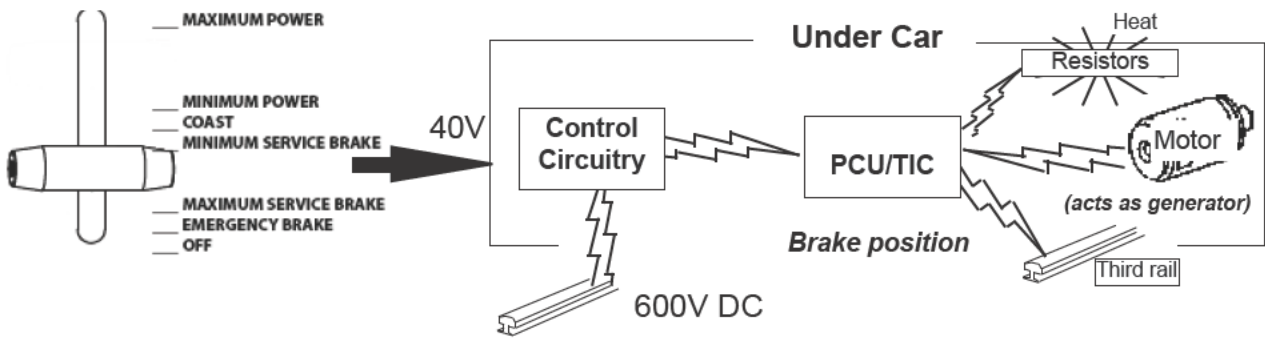 MAXIMUM POWER
MINIMUM POWER
COAST
MINIMUM SERVICE BRAKE
MAXIMUM SERVICE BRAKE
EMERGENCY BRAKE
OFF
40V
Under Car
Control
Circuitry
600V DC
PCU/TIC
Brake position
Heat
Resistors
Motor
(acts as generator)
Third rail